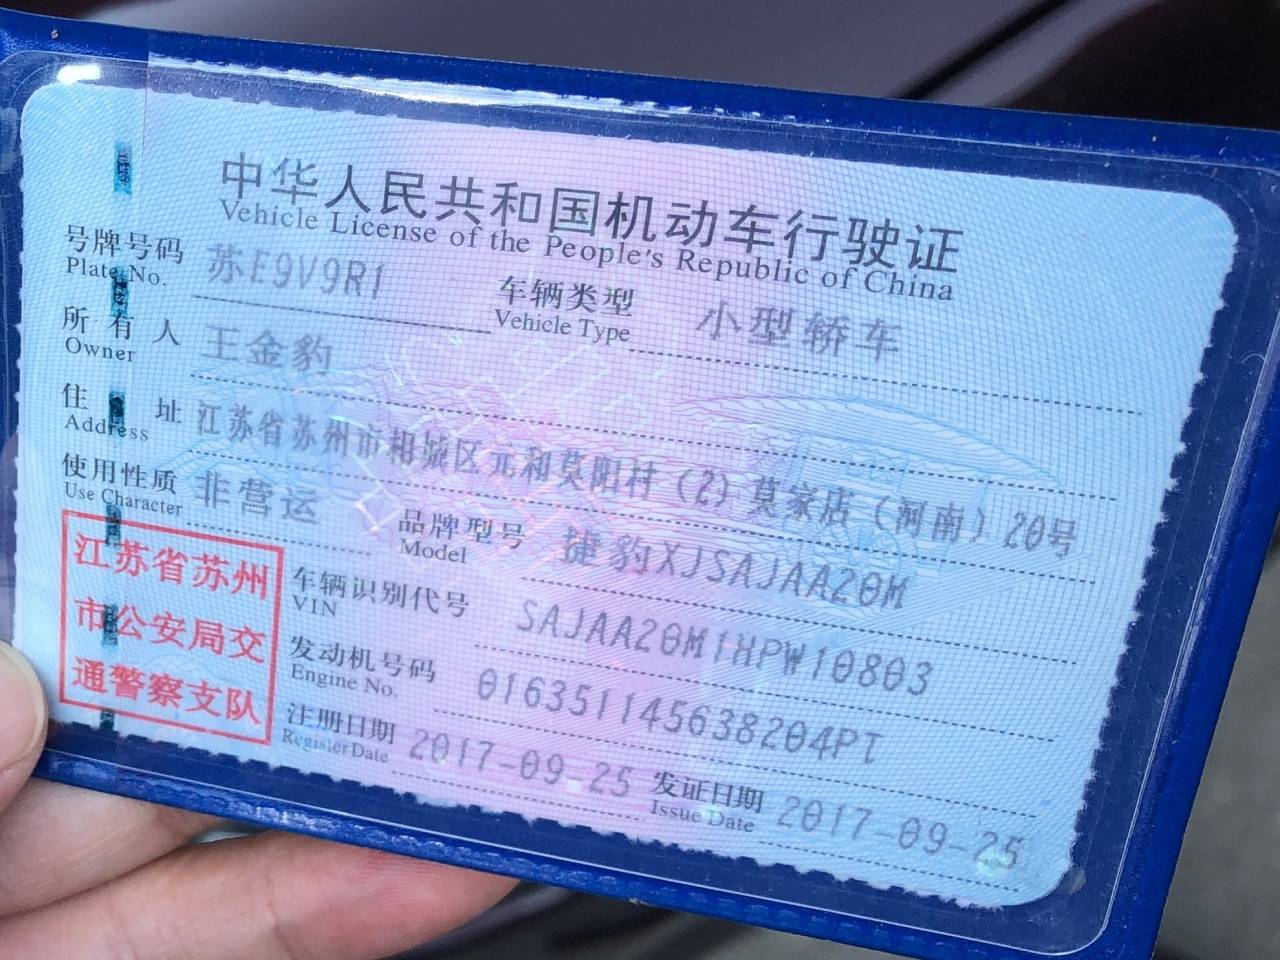 中华人民共和国机动车行驶证
Vehicle License of the People's Republic of China
号牌号码 苏E9V9R1 车辆类型 小型轿车
Plate No. Vehicle Type
所有人 王金豹
Owner
住址 江苏省苏州市相城区元和莫阳村（2）莫家店（河南）20号
Address
使用性质 非营运 品牌型号 捷豹XJSAJAA20M
Use Character Model
江苏省苏州
市公安局交
通警察支队
车辆识别代号 SAJAA20M1HPW10803
VIN
发动机号码 016351145638204PT
Engine No.
注册日期 2017-09-25 发证日期 2017-09-25
Register Date Issue Date